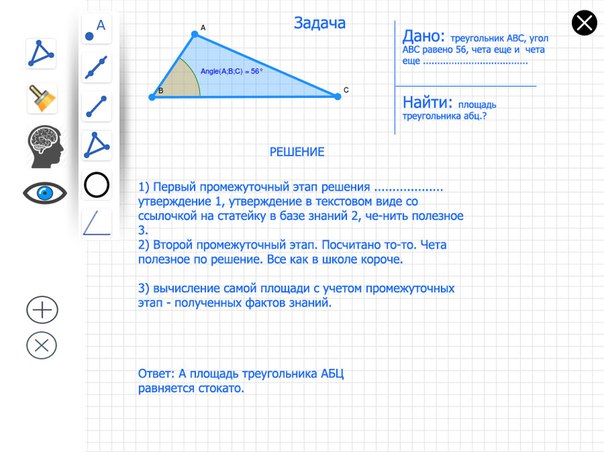 A
Задача
A
Angle(A;B;C) = 56°
B
C
Дано: треугольник ABC, угол
ABC равено 56, чета еще и чета
еще ...................................
Найти: площадь
треугольника абц.?
РЕШЕНИЕ
1) Первый промежуточный этап решения ...................
утверждение 1, утверждение в текстовом виде со
ссылочкой на статейку в базе знаний 2, че-нить полезное
3.
2) Второй промежуточный этап. Посчитано то-то. Чета
полезное по решение. Все как в школе короче.
3) вычисление самой площади с учетом промежуточных
этап - полученных фактов знаний.
Ответ: А площадь треугольника АБЦ
равняется стокато.